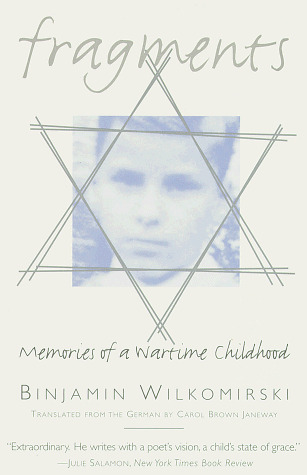 fragments
Memories of a Wartime Childhood
BINJAMIN WILKOMIRSKI
TRANSLATED FROM THE GERMAN BY CAROL BROWN JANEWAY
"Extraordinary. He writes with a poet's vision, a child's state of grace."
—JULIE SALAMON, New York Times Book Review